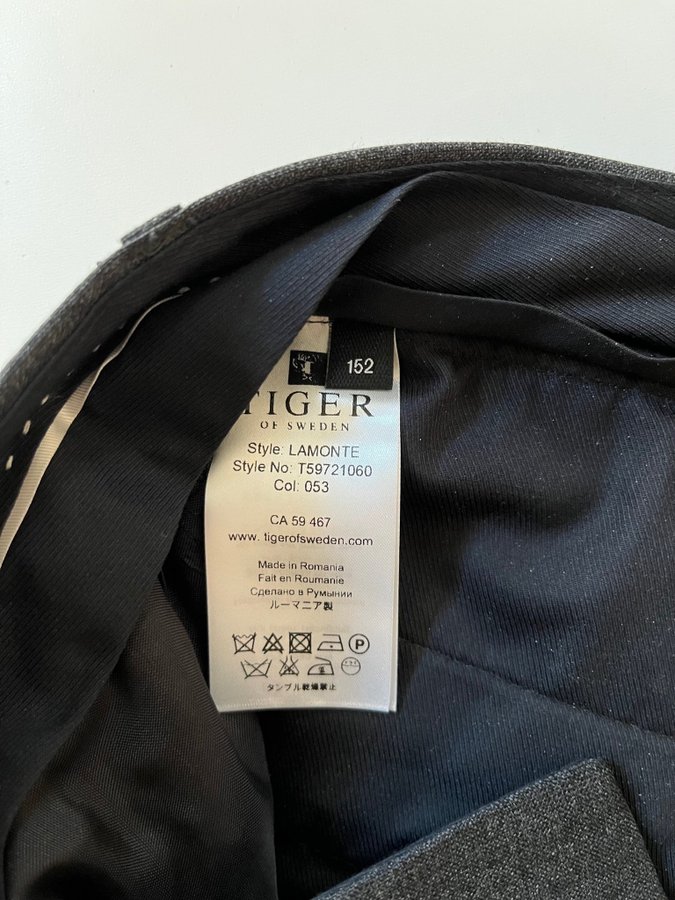 152
TIGER
OF SWEDEN
Style: LAMONTE
Style No: T59721060
Col: 053
CA 59 467
www. tigerofsweden.com
Made in Romania
Fait en Roumanie
Сделано в Румынии
ルーマニア製
P
タンブル乾燥禁止